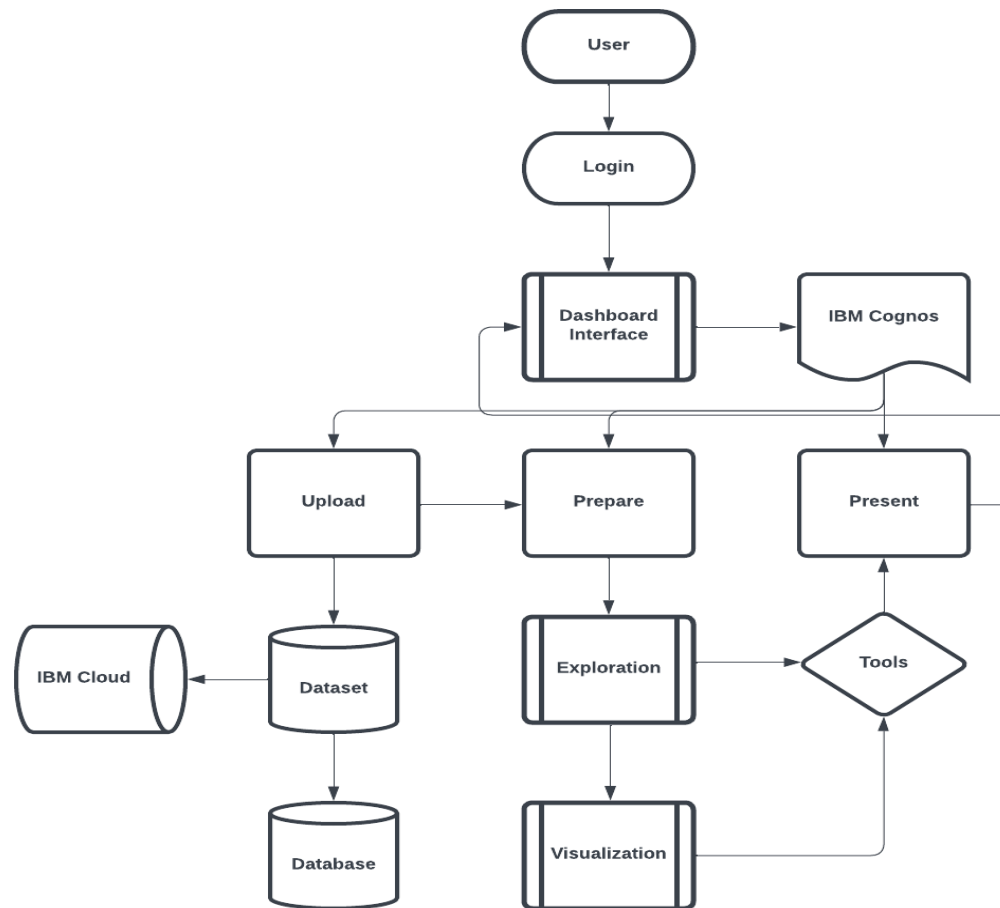 User
Login
Dashboard
Interface
IBM Cognos
Upload
Prepare
Present
IBM Cloud
Dataset
Exploration
Tools
Database
Visualization